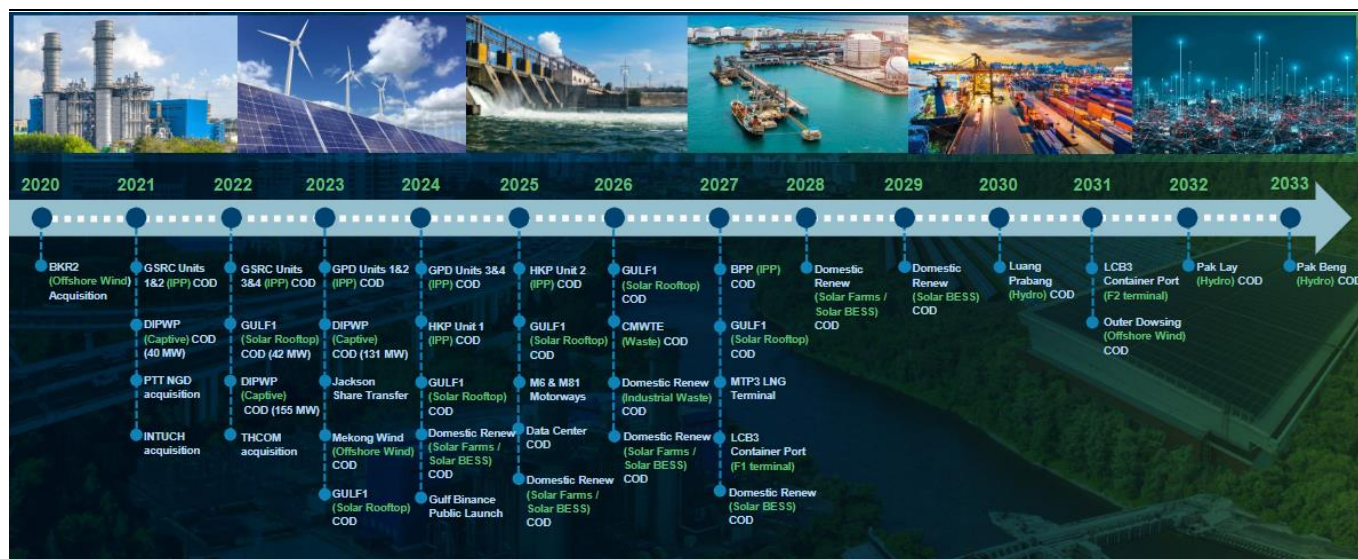 2020
2021
2022
2023
2024
2025
2026
2027
2028
2029
2030
2031
2032
2033
BKR2
(Offshore Wind)
Acquisition
GSRC Units
1&2 (IPP) COD
DIPWP
(Captive) COD
(40 MW)
PTT NGD
acquisition
INTUCH
acquisition
GSRC Units
3&4 (IPP) COD
GULF1
(Solar Rooftop)
COD (42 MW)
DIPWP
(Captive)
COD (155 MW)
THCOM
acquisition
GPD Units 1&2
(IPP) COD
DIPWP
(Captive)
COD (131 MW)
Jackson
Share Transfer
Mekong Wind
(Offshore Wind)
COD
GULF1
(Solar Rooftop)
COD
GPD Units 3&4
(IPP) COD
HKP Unit 1
(IPP) COD
GULF1
(Solar Rooftop)
COD
Domestic Renew
(Solar Farms /
Solar BESS)
COD
Gulf Binance
Public Launch
HKP Unit 2
(IPP) COD
GULF1
(Solar Rooftop)
COD
M6 & M81
Motorways
Data Center
COD
Domestic Renew
(Solar Farms /
Solar BESS)
COD
GULF1
(Solar Rooftop)
COD
CMWTE
(Waste) COD
Domestic Renew
(Industrial Waste)
COD
Domestic Renew
(Solar Farms /
Solar BESS)
COD
BPP (IPP)
COD
GULF1
(Solar Rooftop)
COD
MTP3 LNG
Terminal
LCB3
Container Port
(F1 terminal)
Domestic Renew
(Solar BESS)
COD
Domestic
Renew
(Solar Farms /
Solar BESS)
COD
Domestic
Renew
(Solar BESS)
COD
Luang
Prabang
(Hydro) COD
LCB3
Container Port
(F2 terminal)
Outer Dowsing
(Offshore Wind)
COD
Pak Lay
(Hydro) COD
Pak Beng
(Hydro) COD